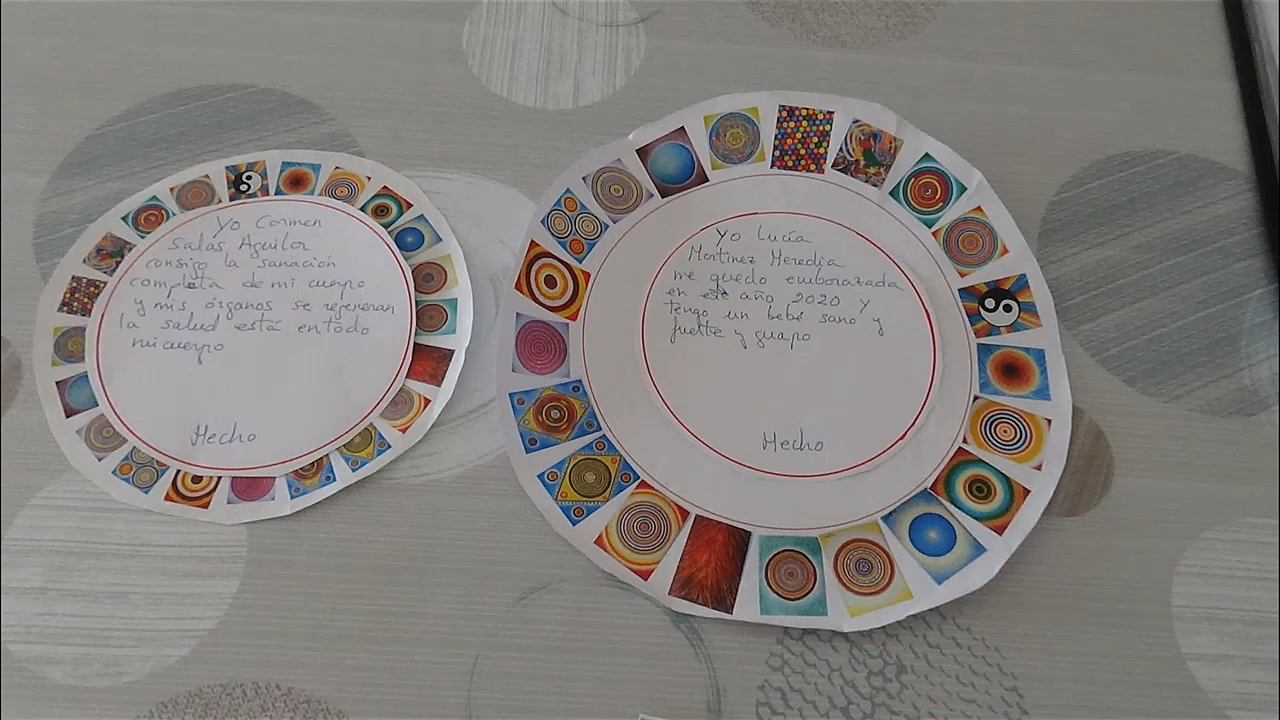 Yo Carmen
Salas Aguilar
consigo la sanación
completa de mi cuerpo
y mis órganos se regeneran
la salud está en todo
mi cuerpo
Hecho
Yo Lucía
Martinez Heredia
me quedo embarazada
en este año 2020 y
tengo un bebé sano y
fuerte y guapo
Hecho